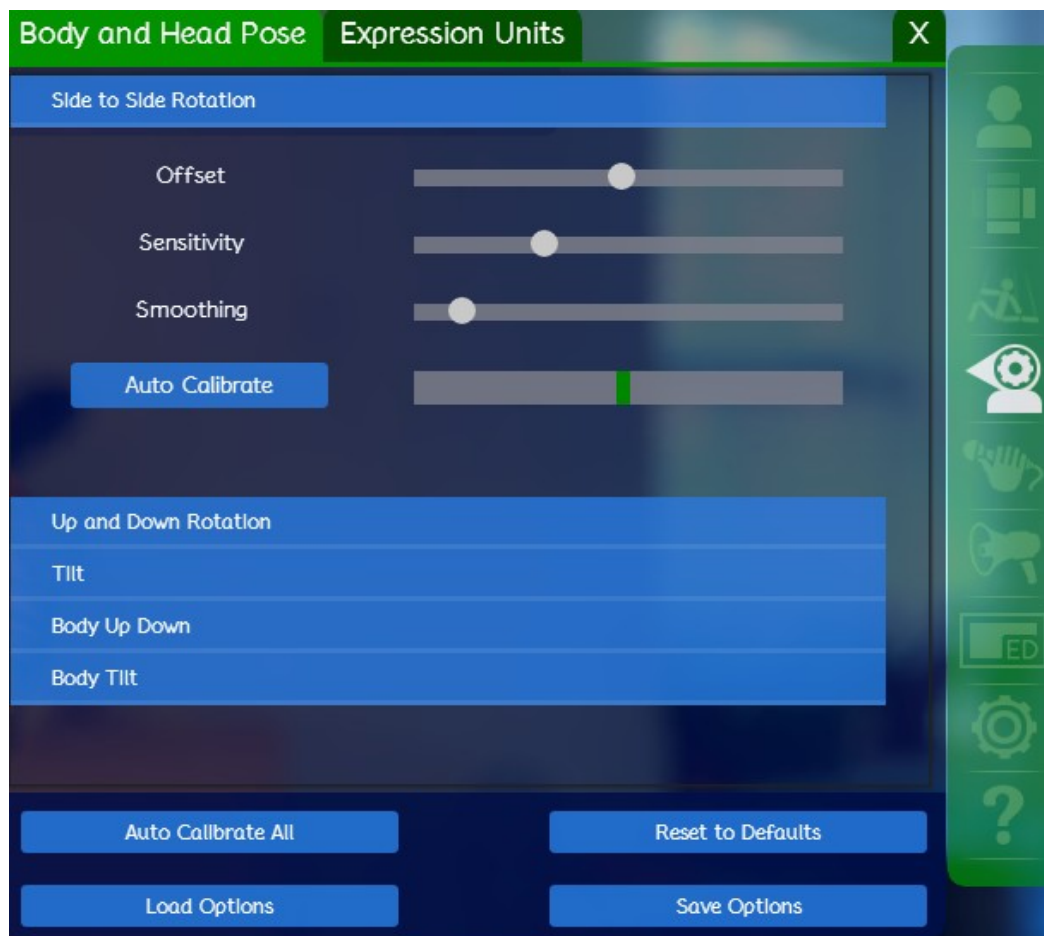 Body and Head Pose Expression Units X
Side to Side Rotation
Offset
Sensitivity
Smoothing
Auto Calibrate
Up and Down Rotation
Tilt
Body Up Down
ED
Body Tilt
?
Auto Calibrate All Reset to Defaults
Load Options Save Options